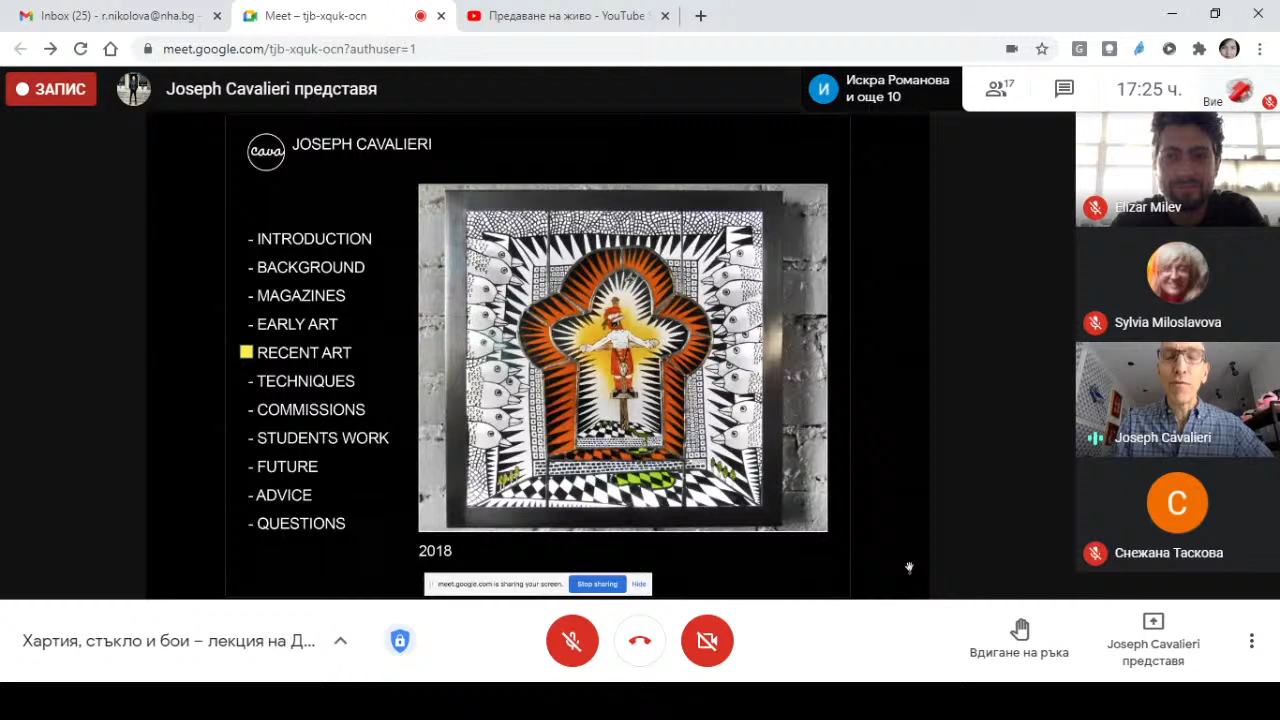 Inbox (25) - r.nikolova@nha.bg -
Meet – tjb-xquk-ocn
Предаване на живо - YouTube S
meet.google.com/tjb-xquk-ocn?authuser=1
ЗАПИС
Joseph Cavalieri представя
И
Искра Романова
и още 10
17
17:25 ч.
Вие
cava
JOSEPH CAVALIERI
- INTRODUCTION
- BACKGROUND
- MAGAZINES
- EARLY ART
RECENT ART
- TECHNIQUES
- COMMISSIONS
- STUDENTS WORK
- FUTURE
- ADVICE
- QUESTIONS
2018
meet.google.com is sharing your screen.
Stop sharing
Hide
Elizar Milev
Sylvia Miloslavova
Joseph Cavalieri
С
Снежана Таскова
Хартия, стъкло и бои – лекция на Д...
Вдигане на ръка
Joseph Cavalieri
представя